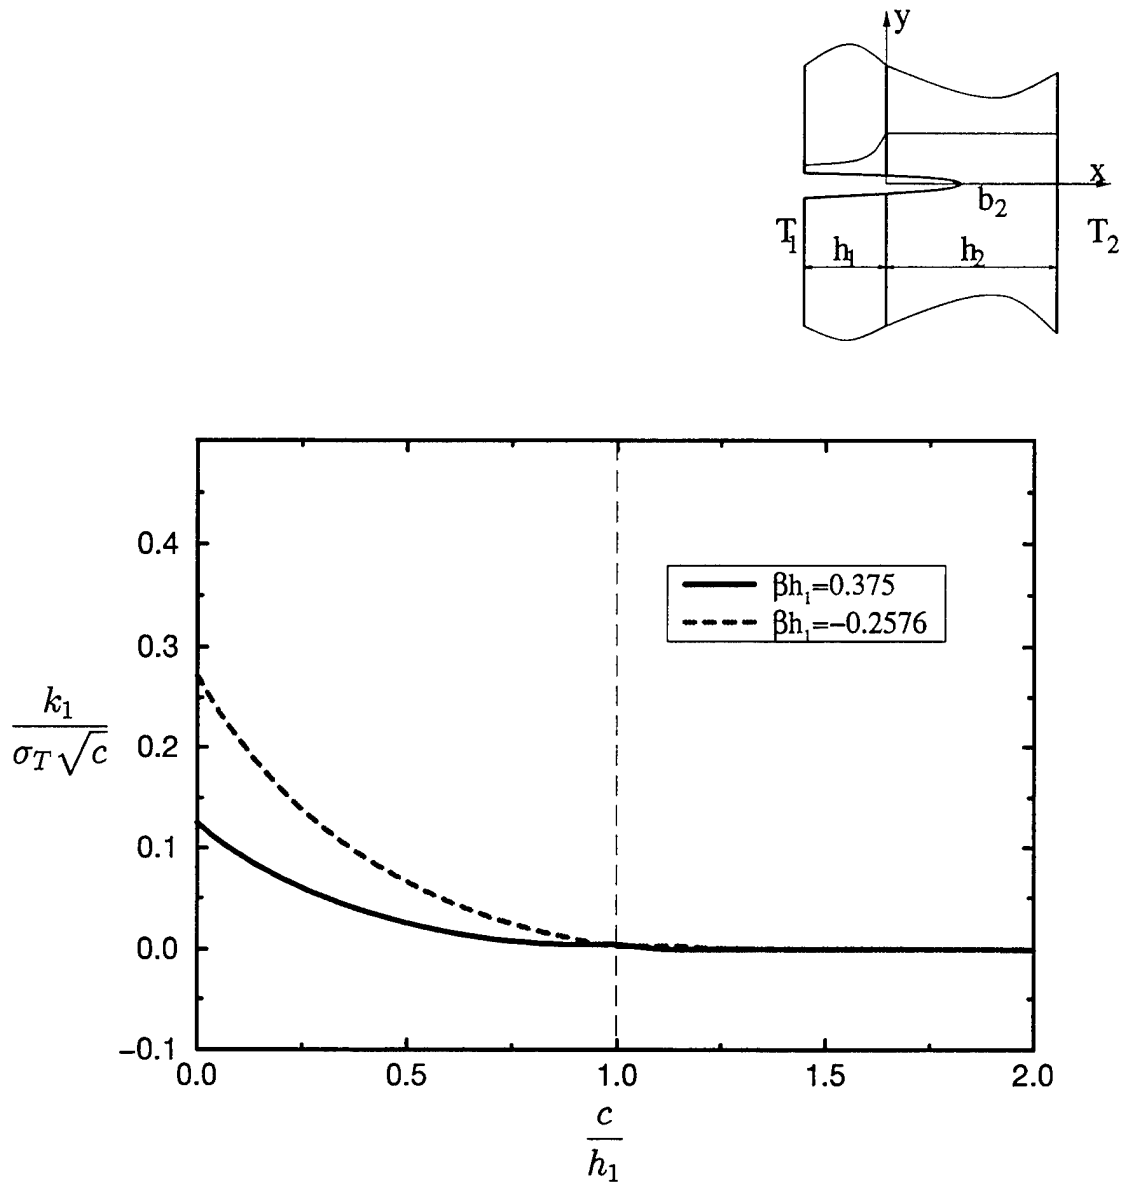 y
x
b₂
T₁ h₁ h₂ T₂
0.4
0.3
0.2
0.1
0.0
−0.1
k₁
σ_T √c
βh₁=0.375
βh₁=−0.2576
0.0 0.5 1.0 1.5 2.0
c
h₁